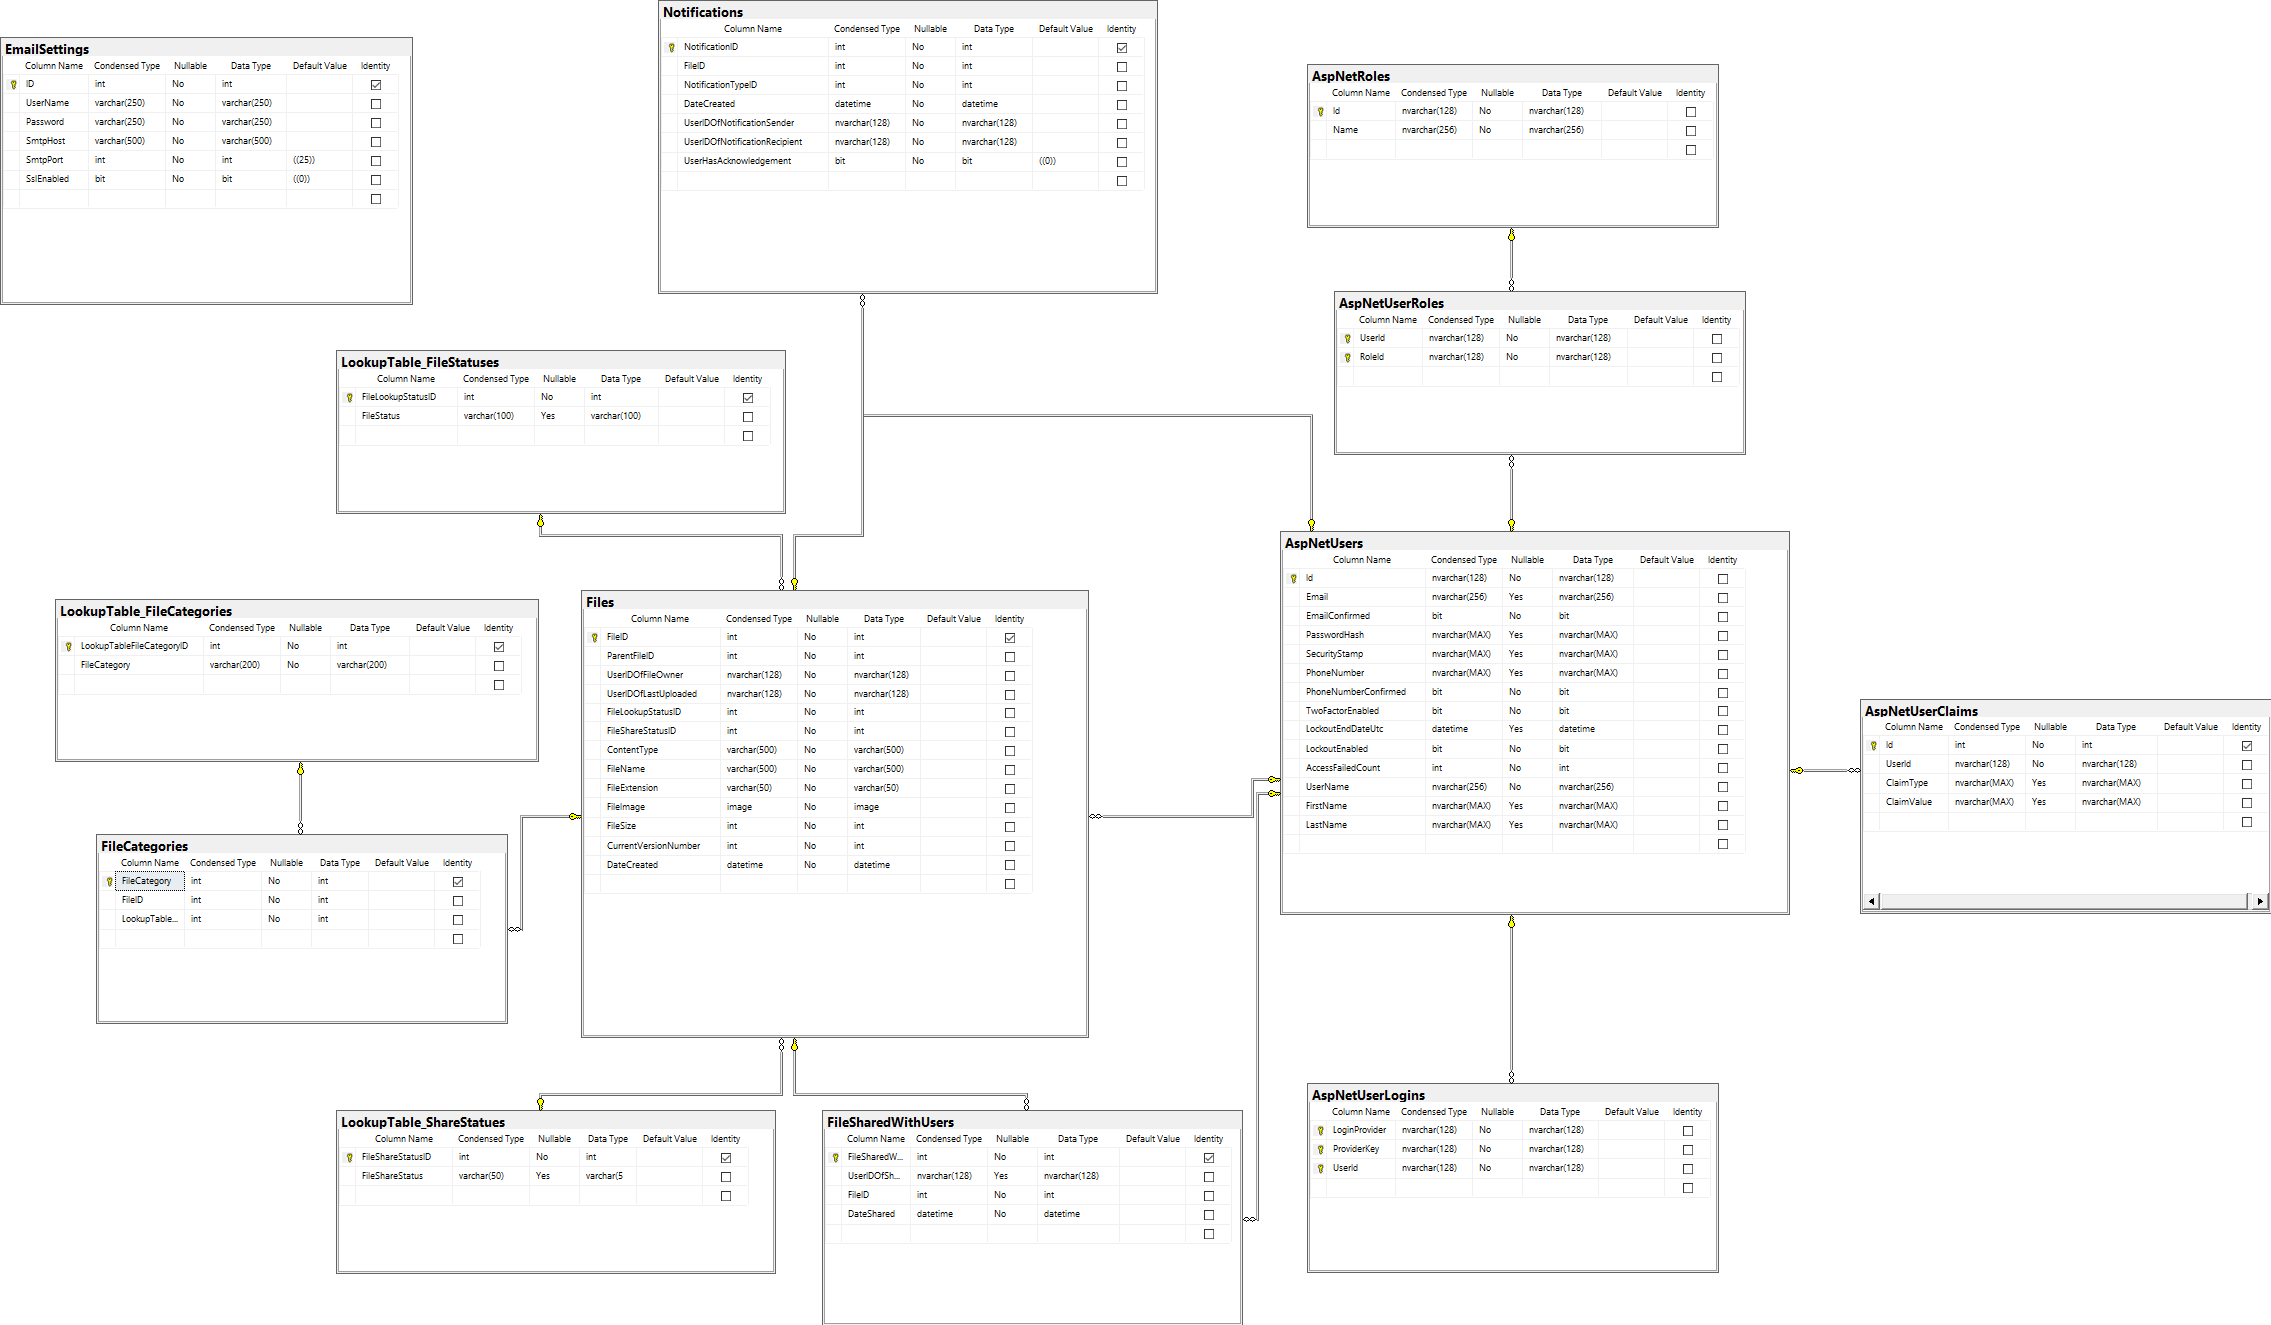 EmailSettings
Column Name Condensed Type Nullable Data Type Default Value Identity
ID int No int
UserName varchar(250) No varchar(250)
Password varchar(250) No varchar(250)
SmtpHost varchar(500) No varchar(500)
SmtpPort int No int ((25))
SslEnabled bit No bit ((0))
Notifications
Column Name Condensed Type Nullable Data Type Default Value Identity
NotificationID int No int
FileID int No int
NotificationTypeID int No int
DateCreated datetime No datetime
UserIDOfNotificationSender nvarchar(128) No nvarchar(128)
UserIDOfNotificationRecipient nvarchar(128) No nvarchar(128)
UserHasAcknowledgement bit No bit ((0))
AspNetRoles
Column Name Condensed Type Nullable Data Type Default Value Identity
Id nvarchar(128) No nvarchar(128)
Name nvarchar(256) No nvarchar(256)
AspNetUserRoles
Column Name Condensed Type Nullable Data Type Default Value Identity
UserId nvarchar(128) No nvarchar(128)
RoleId nvarchar(128) No nvarchar(128)
LookupTable_FileStatuses
Column Name Condensed Type Nullable Data Type Default Value Identity
FileLookupStatusID int No int
FileStatus varchar(100) Yes varchar(100)
LookupTable_FileCategories
Column Name Condensed Type Nullable Data Type Default Value Identity
LookupTableFileCategoryID int No int
FileCategory varchar(200) No varchar(200)
Files
Column Name Condensed Type Nullable Data Type Default Value Identity
FileID int No int
ParentFileID int No int
UserIDOfFileOwner nvarchar(128) No nvarchar(128)
UserIDOfLastUploaded nvarchar(128) No nvarchar(128)
FileLookupStatusID int No int
FileShareStatusID int No int
ContentType varchar(500) No varchar(500)
FileName varchar(500) No varchar(500)
FileExtension varchar(50) No varchar(50)
FileImage image No image
FileSize int No int
CurrentVersionNumber int No int
DateCreated datetime No datetime
AspNetUsers
Column Name Condensed Type Nullable Data Type Default Value Identity
Id nvarchar(128) No nvarchar(128)
Email nvarchar(256) Yes nvarchar(256)
EmailConfirmed bit No bit
PasswordHash nvarchar(MAX) Yes nvarchar(MAX)
SecurityStamp nvarchar(MAX) Yes nvarchar(MAX)
PhoneNumber nvarchar(MAX) Yes nvarchar(MAX)
PhoneNumberConfirmed bit No bit
TwoFactorEnabled bit No bit
LockoutEndDateUtc datetime Yes datetime
LockoutEnabled bit No bit
AccessFailedCount int No int
UserName nvarchar(256) No nvarchar(256)
FirstName nvarchar(MAX) Yes nvarchar(MAX)
LastName nvarchar(MAX) Yes nvarchar(MAX)
AspNetUserClaims
Column Name Condensed Type Nullable Data Type Default Value Identity
Id int No int
UserId nvarchar(128) No nvarchar(128)
ClaimType nvarchar(MAX) Yes nvarchar(MAX)
ClaimValue nvarchar(MAX) Yes nvarchar(MAX)
FileCategories
Column Name Condensed Type Nullable Data Type Default Value Identity
FileCategory int No int
FileID int No int
LookupTable... int No int
LookupTable_ShareStatues
Column Name Condensed Type Nullable Data Type Default Value Identity
FileShareStatusID int No int
FileShareStatus varchar(50) Yes varchar(5
FileSharedWithUsers
Column Name Condensed Type Nullable Data Type Default Value Identity
FileSharedW... int No int
UserIDOfSh... nvarchar(128) Yes nvarchar(128)
FileID int No int
DateShared datetime No datetime
AspNetUserLogins
Column Name Condensed Type Nullable Data Type Default Value Identity
LoginProvider nvarchar(128) No nvarchar(128)
ProviderKey nvarchar(128) No nvarchar(128)
UserId nvarchar(128) No nvarchar(128)